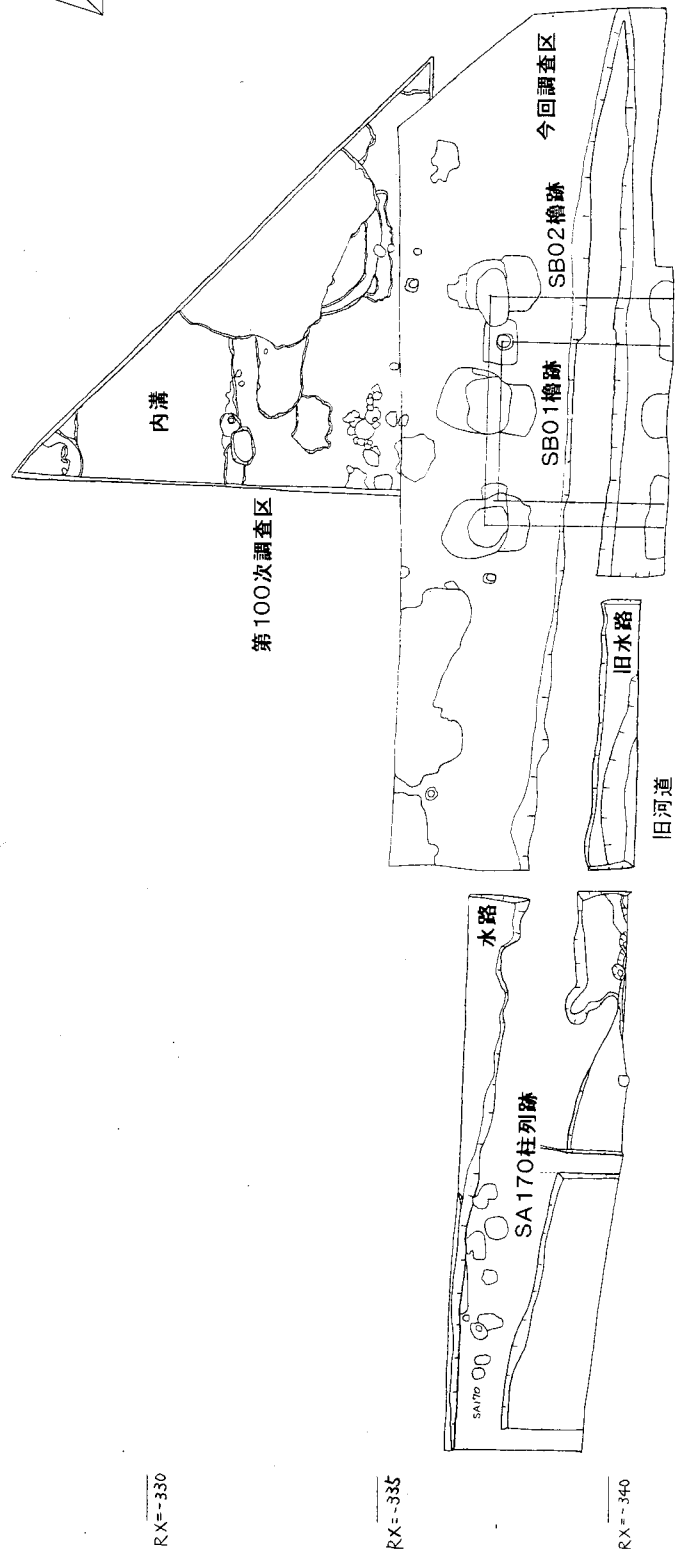 今回調査区
SB02櫓跡
SB01櫓跡
内溝
第100次調査区
旧水路
旧河道
水路
SA170柱列跡
SA170
RX=-330
RX=-335
RX=-340